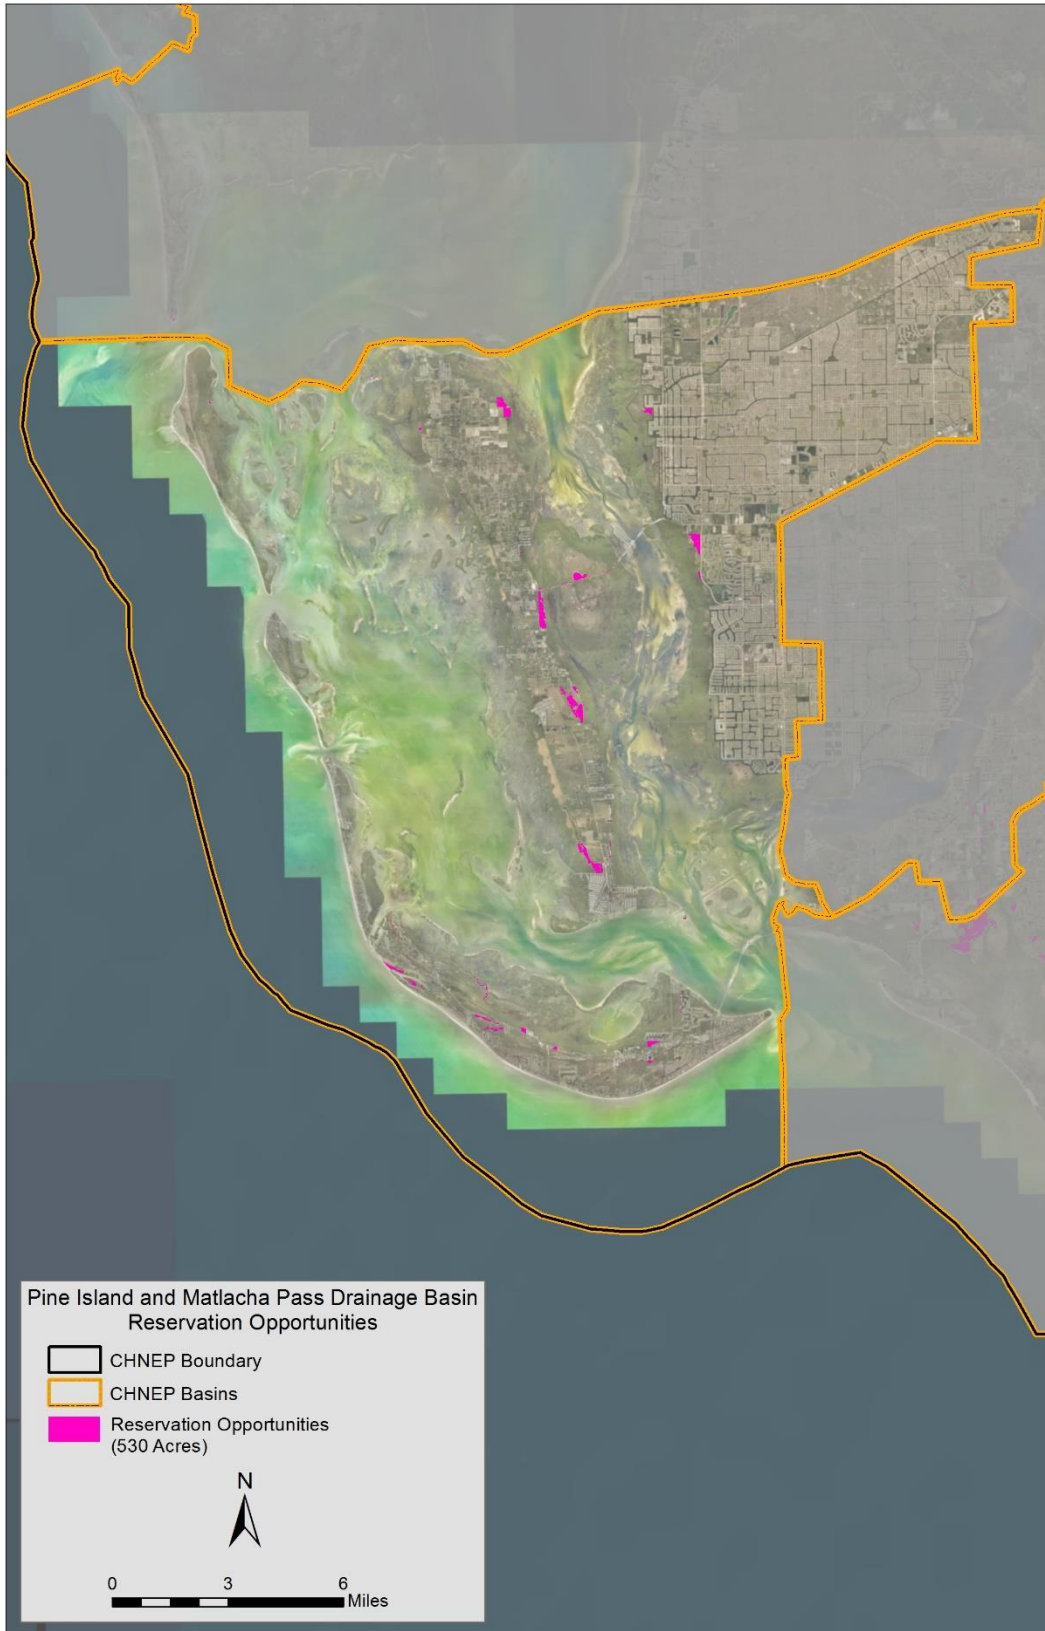 Pine Island and Matlacha Pass Drainage Basin
Reservation Opportunities
CHNEP Boundary
CHNEP Basins
Reservation Opportunities
(530 Acres)
N
0 3 6
Miles